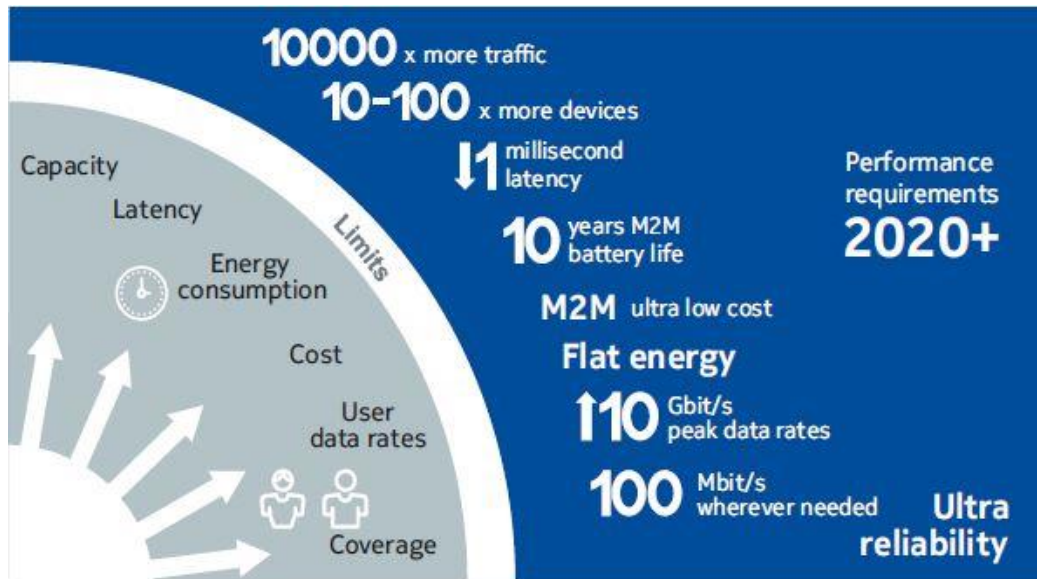 10000 x more traffic
10-100 x more devices
1 millisecond
latency
10 years M2M
battery life
M2M ultra low cost
Flat energy
10 Gbit/s
peak data rates
100 Mbit/s
wherever needed
Ultra
reliability
Performance
requirements
2020+
Limits
Capacity
Latency
Energy
consumption
Cost
User
data rates
Coverage